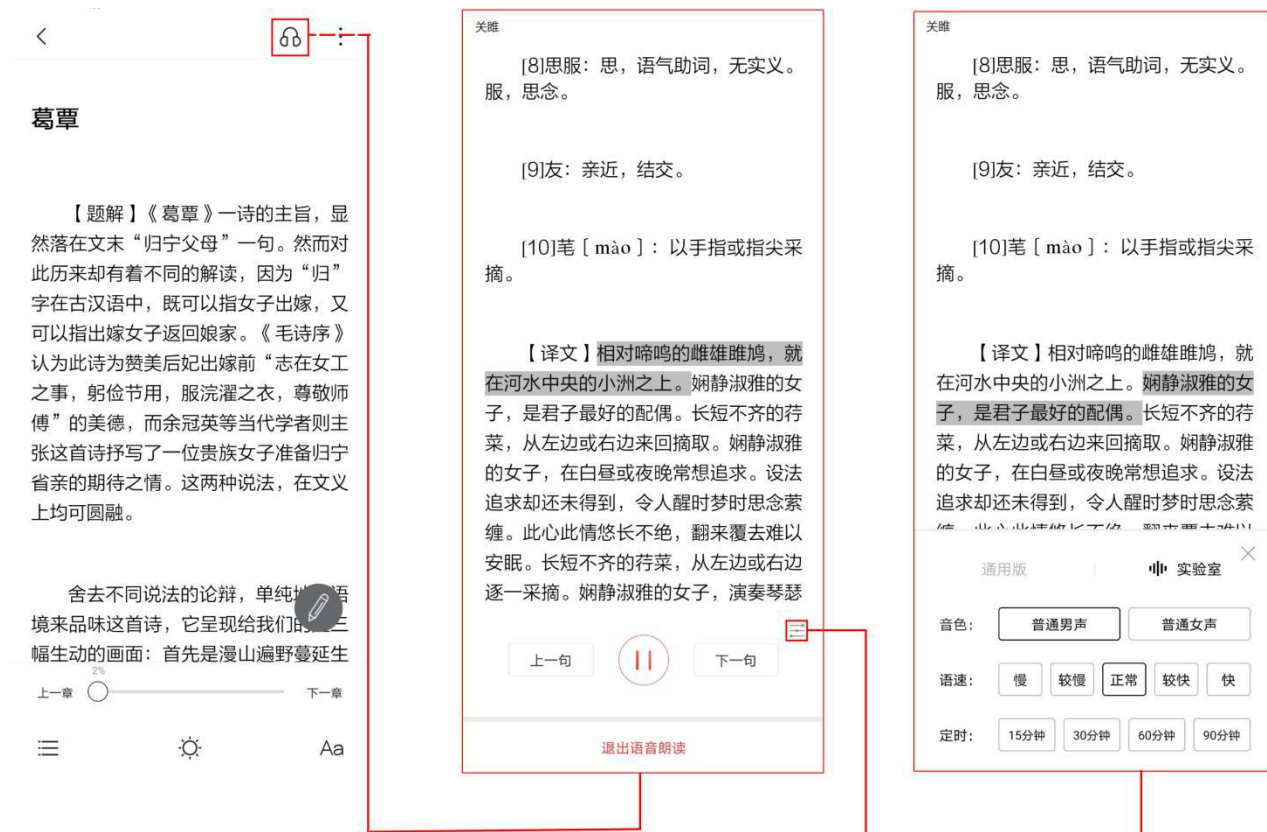 葛覃
【题解】《葛覃》一诗的主旨，显
然落在文末“归宁父母”一句。然而对
此历来却有着不同的解读，因为“归”
字在古汉语中，既可以指女子出嫁，又
可以指出嫁女子返回娘家。《毛诗序》
认为此诗为赞美后妃出嫁前“志在女工
之事，躬俭节用，服浣濯之衣，尊敬师
傅”的美德，而余冠英等当代学者则主
张这首诗抒写了一位贵族女子准备归宁
省亲的期待之情。这两种说法，在文义
上均可圆融。
舍去不同说法的论辩，单纯 语
境来品味这首诗，它呈现给我们的 三
幅生动的画面：首先是漫山遍野蔓延生
2%
上一章 下一章
Aa
关雎
[8]思服：思，语气助词，无实义。
服，思念。
[9]友：亲近，结交。
[10]芼［mào］：以手指或指尖采
摘。
【译文】相对啼鸣的雌雄雎鸠，就
在河水中央的小洲之上。娴静淑雅的女
子，是君子最好的配偶。长短不齐的荇
菜，从左边或右边来回摘取。娴静淑雅
的女子，在白昼或夜晚常想追求。设法
追求却还未得到，令人醒时梦时思念萦
缠。此心此情悠长不绝，翻来覆去难以
安眠。长短不齐的荇菜，从左边或右边
逐一采摘。娴静淑雅的女子，演奏琴瑟
上一句 下一句
退出语音朗读
关雎
[8]思服：思，语气助词，无实义。
服，思念。
[9]友：亲近，结交。
[10]芼［mào］：以手指或指尖采
摘。
【译文】相对啼鸣的雌雄雎鸠，就
在河水中央的小洲之上。娴静淑雅的女
子，是君子最好的配偶。长短不齐的荇
菜，从左边或右边来回摘取。娴静淑雅
的女子，在白昼或夜晚常想追求。设法
追求却还未得到，令人醒时梦时思念萦
缠。此心此情悠长不绝，翻来覆去难以
通用版 实验室
音色： 普通男声 普通女声
语速： 慢 较慢 正常 较快 快
定时： 15分钟 30分钟 60分钟 90分钟